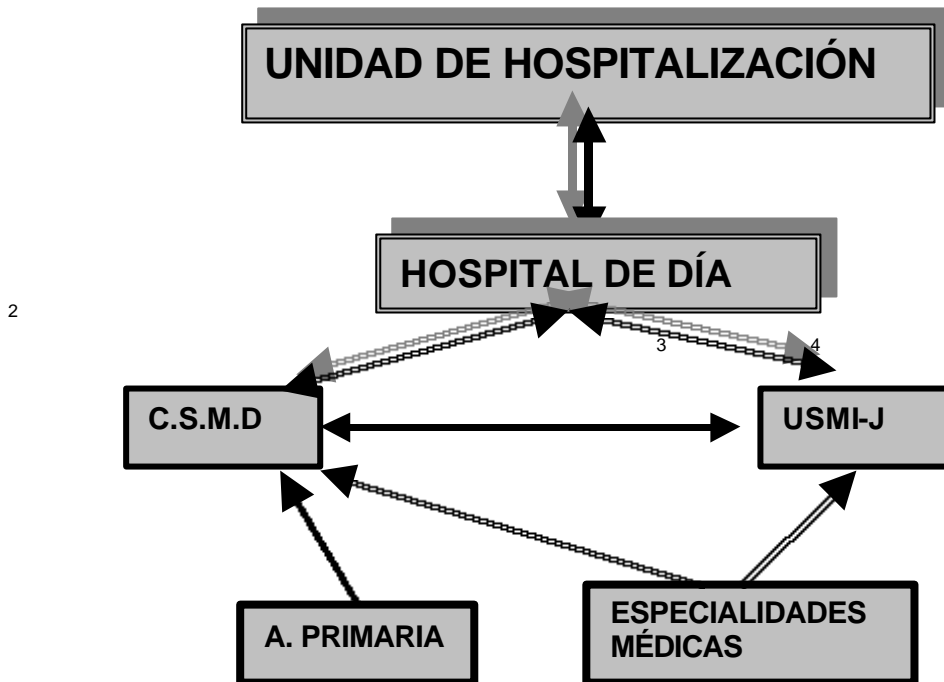 UNIDAD DE HOSPITALIZACIÓN
HOSPITAL DE DÍA
2
3
4
C.S.M.D
USMI-J
A. PRIMARIA
ESPECIALIDADES
MÉDICAS